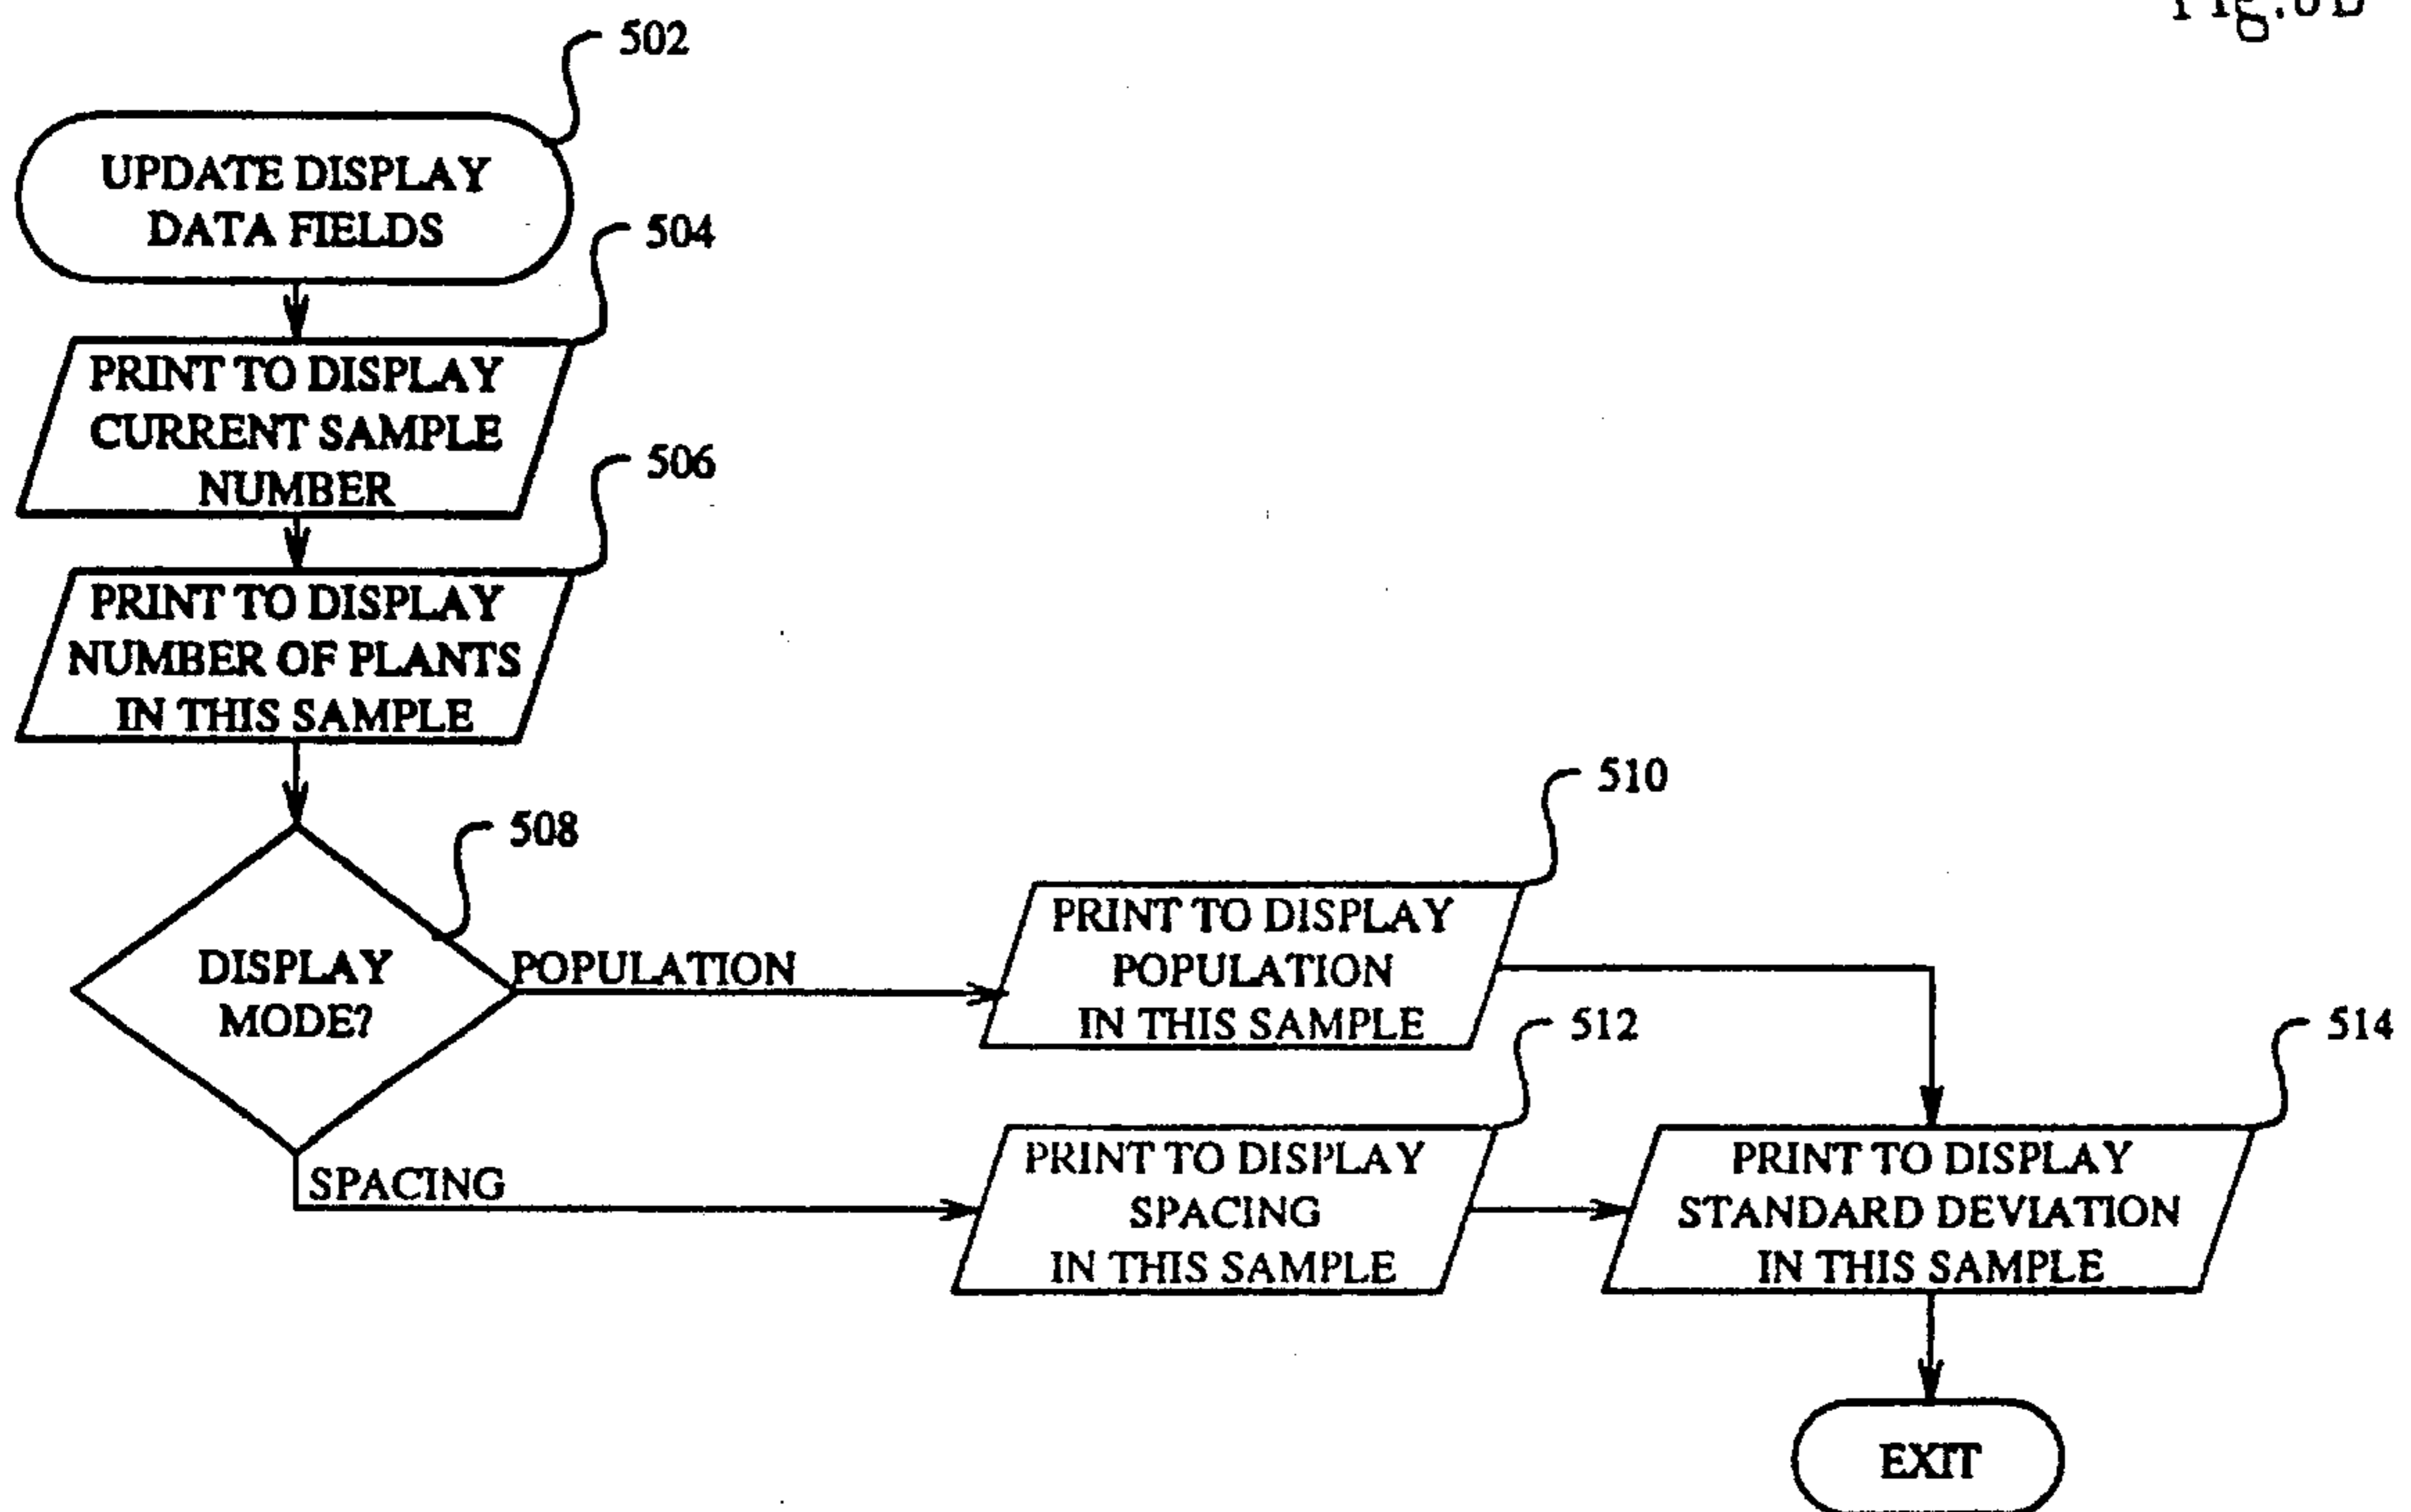 502
UPDATE DISPLAY
DATA FIELDS
504
PRINT TO DISPLAY
CURRENT SAMPLE
NUMBER
506
PRINT TO DISPLAY
NUMBER OF PLANTS
IN THIS SAMPLE
508
DISPLAY
MODE?
POPULATION
510
PRINT TO DISPLAY
POPULATION
IN THIS SAMPLE
SPACING
512
PRINT TO DISPLAY
SPACING
IN THIS SAMPLE
514
PRINT TO DISPLAY
STANDARD DEVIATION
IN THIS SAMPLE
EXIT